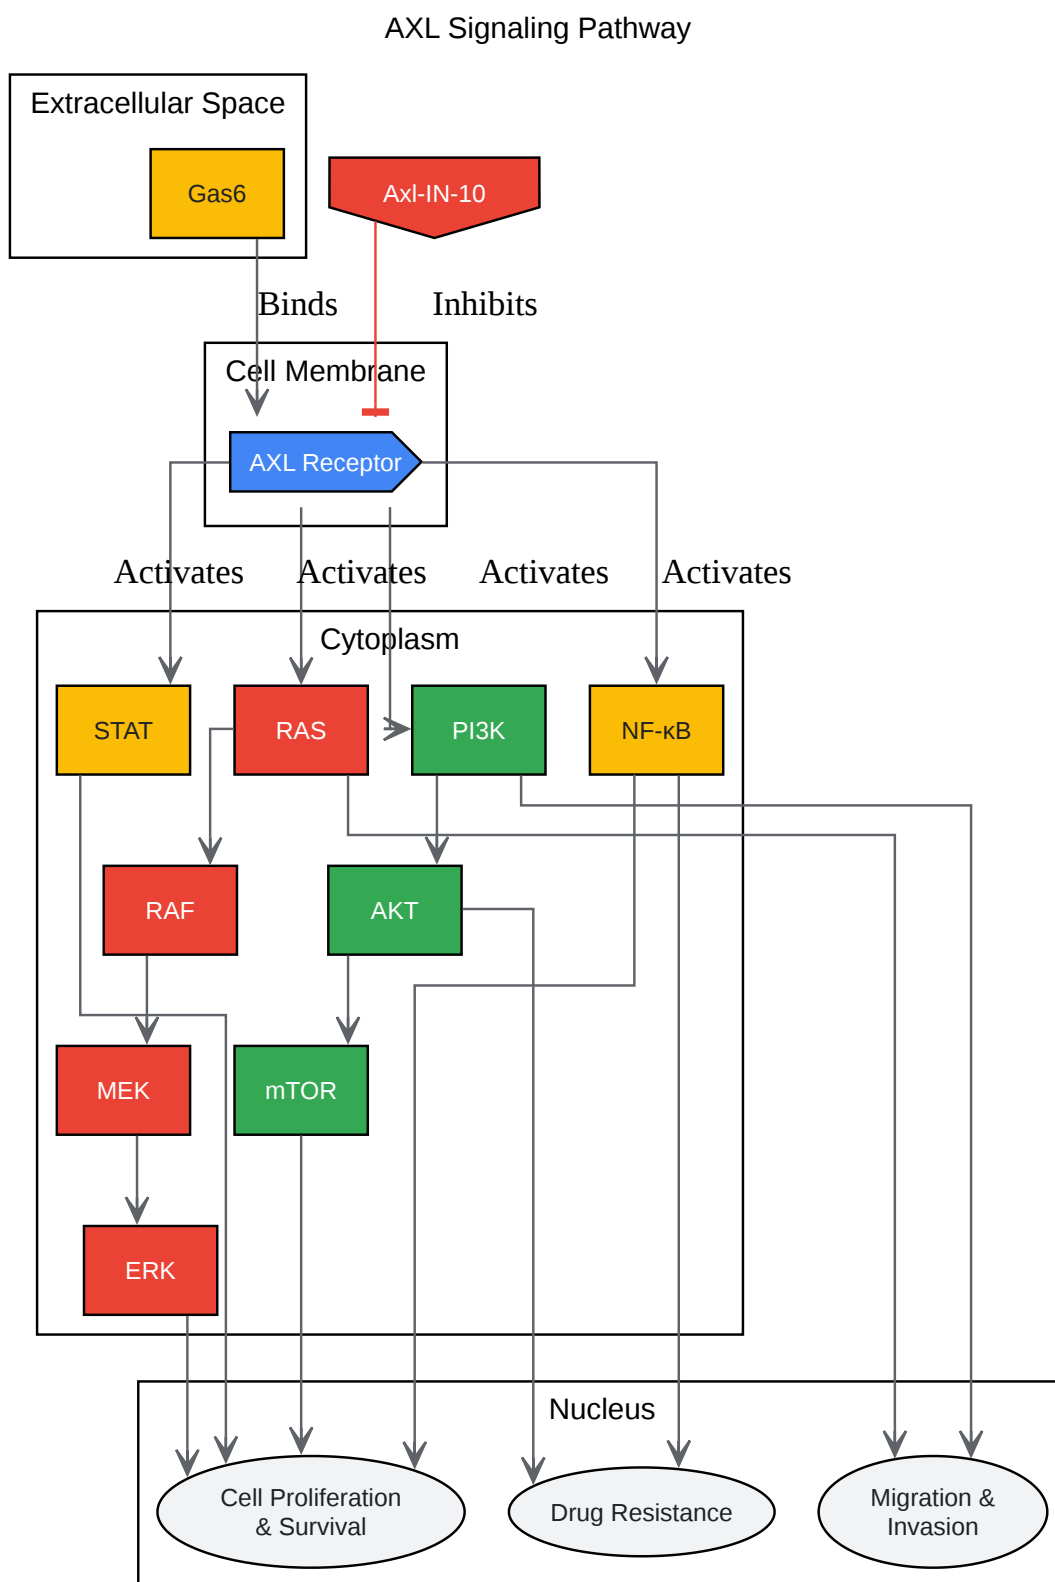 AXL Signaling Pathway
Extracellular Space
Gas6
Axl-IN-10
Binds
Inhibits
Cell Membrane
AXL Receptor
Activates
Activates
Activates
Activates
Cytoplasm
STAT
RAS
PI3K
NF-κB
RAF
AKT
MEK
mTOR
ERK
Nucleus
Cell Proliferation
& Survival
Drug Resistance
Migration &
Invasion